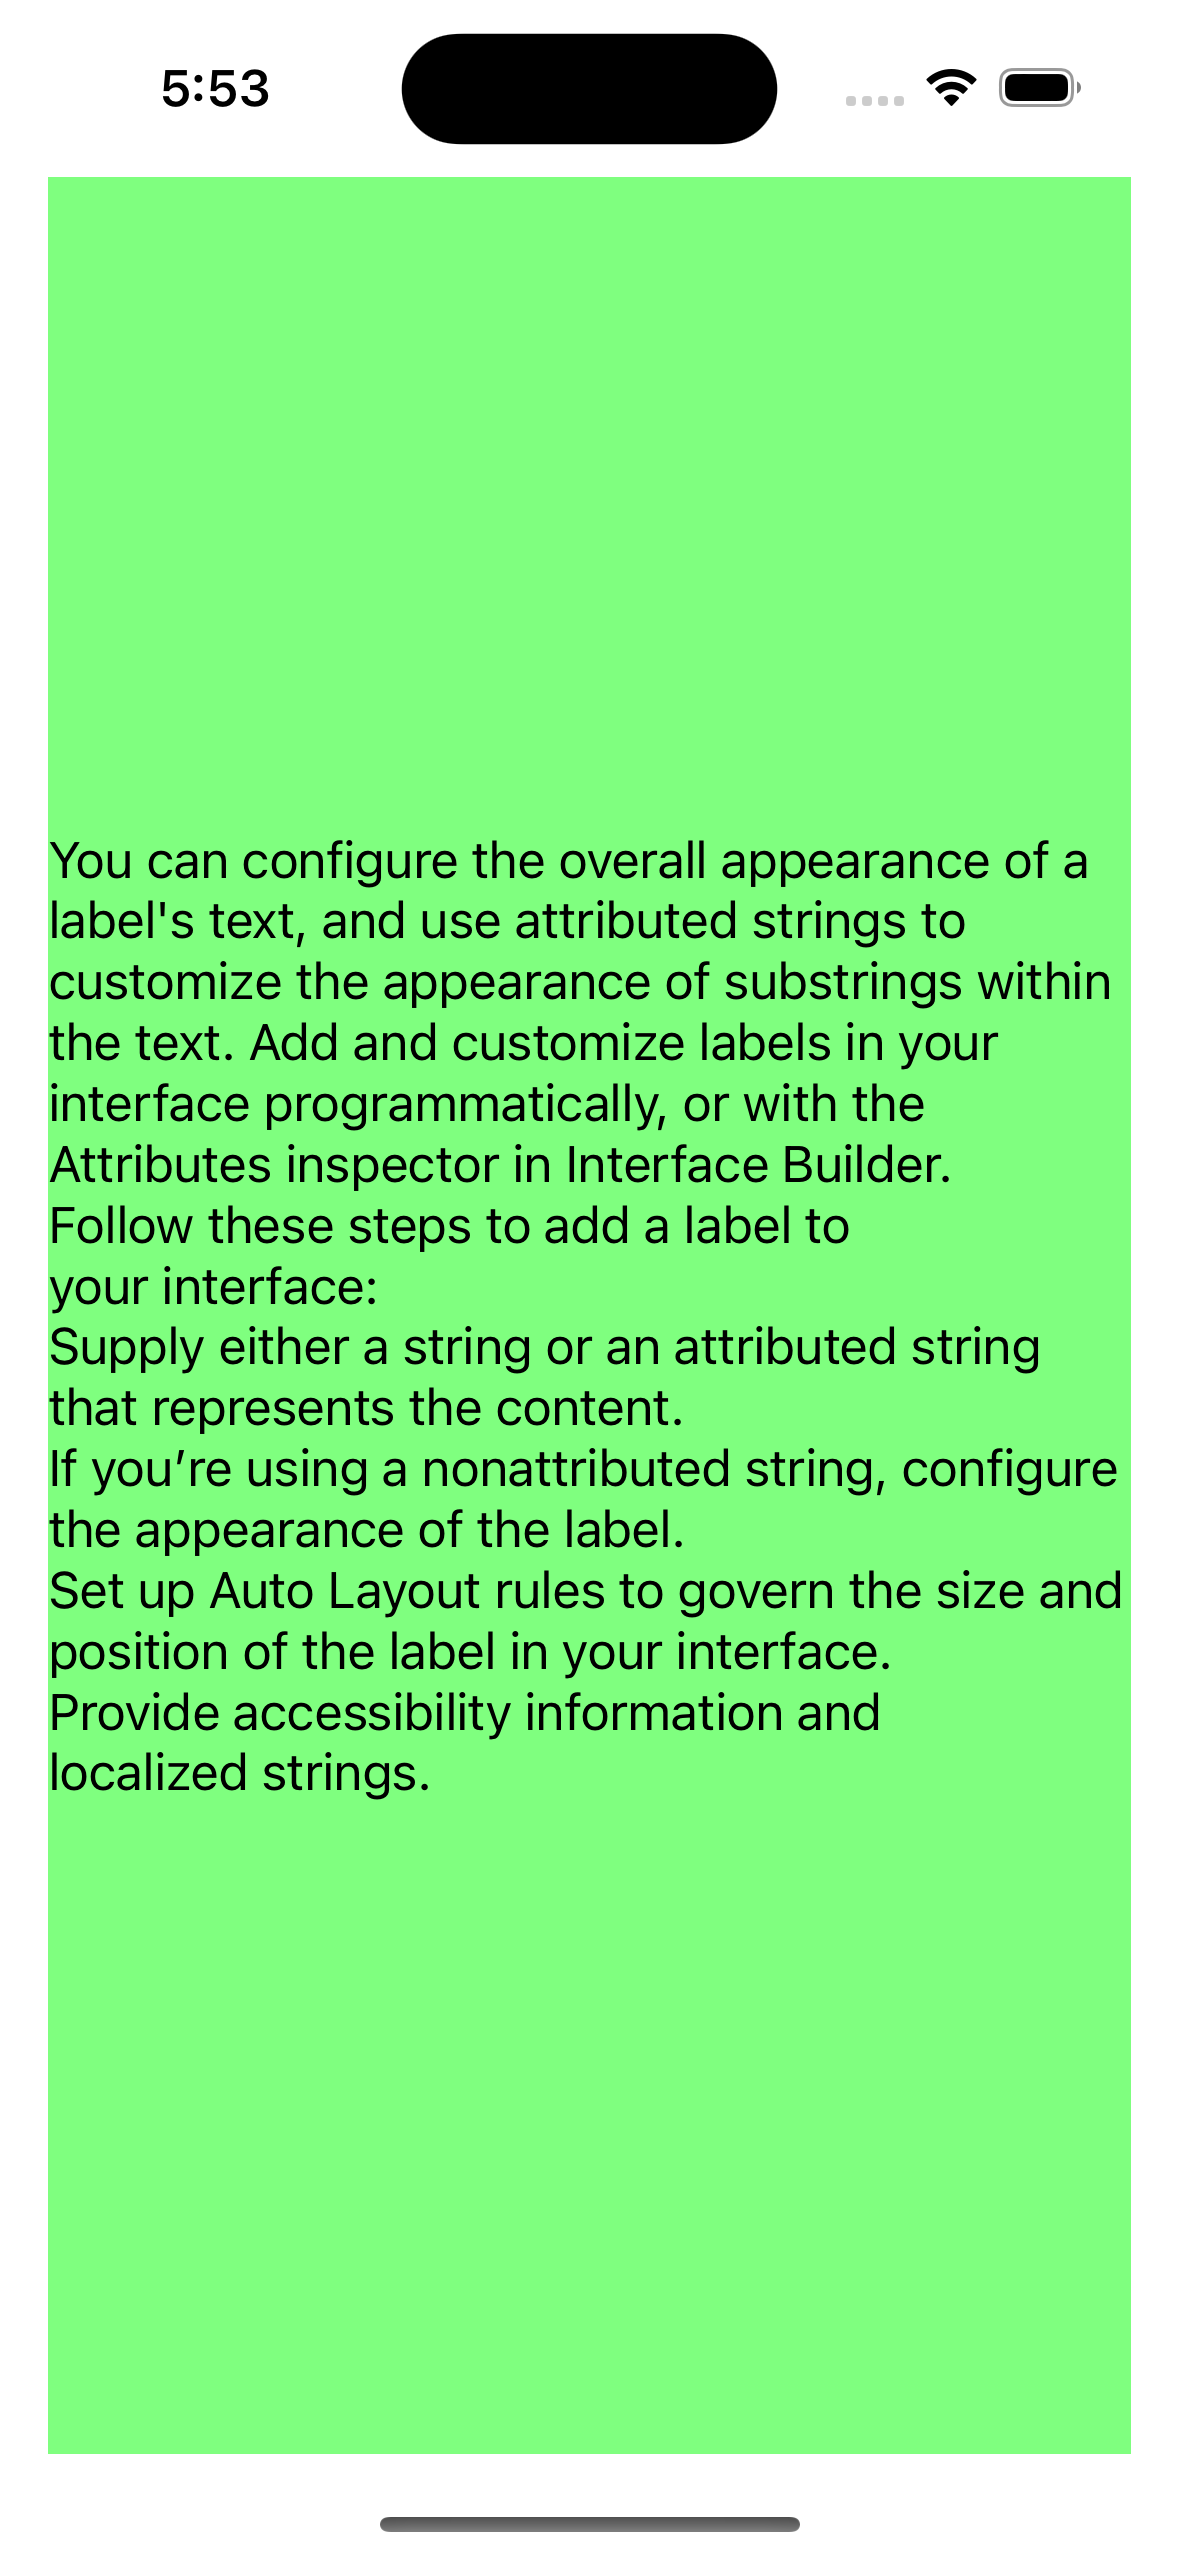 5:53
You can configure the overall appearance of a
label's text, and use attributed strings to
customize the appearance of substrings within
the text. Add and customize labels in your
interface programmatically, or with the
Attributes inspector in Interface Builder.
Follow these steps to add a label to
your interface:
Supply either a string or an attributed string
that represents the content.
If you’re using a nonattributed string, configure
the appearance of the label.
Set up Auto Layout rules to govern the size and
position of the label in your interface.
Provide accessibility information and
localized strings.